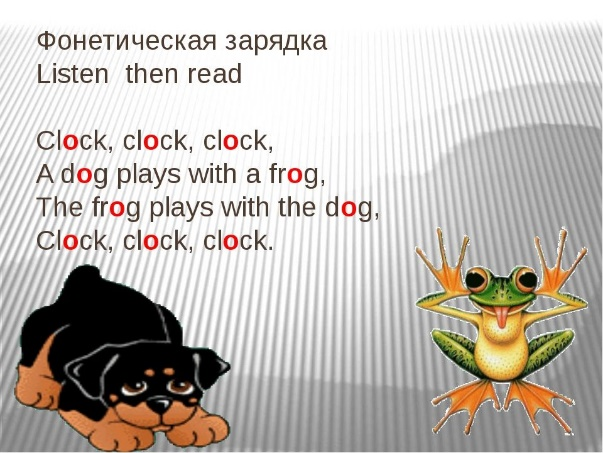 Фонетическая зарядка
Listen  then read

Clock, clock, clock,
A dog plays with a frog,
The frog plays with the dog,
Clock, clock, clock.